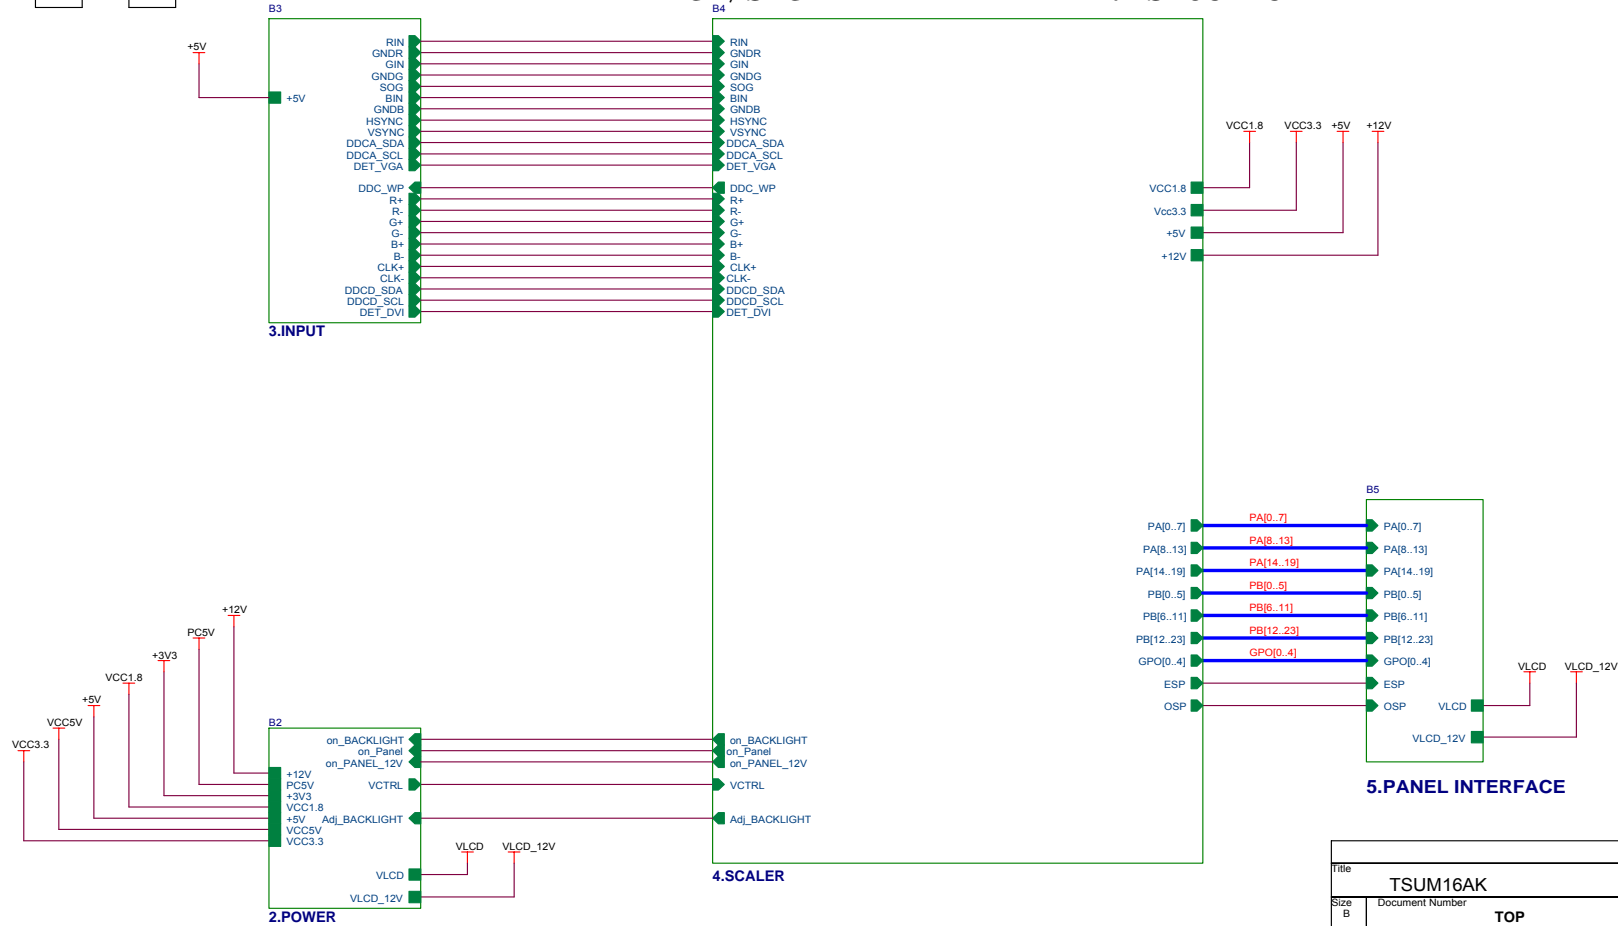 B3
B4
+5V
+5V
RIN
GNDR
GIN
GNDG
SOG
BIN
GNDB
HSYNC
VSYNC
DDCA_SDA
DDCA_SCL
DET_VGA
DDC_WP
R+
R-
G+
G-
B+
B-
CLK+
CLK-
DDCD_SDA
DDCD_SCL
DET_DVI
3.INPUT
RIN
GNDR
GIN
GNDG
SOG
BIN
GNDB
HSYNC
VSYNC
DDCA_SDA
DDCA_SCL
DET_VGA
DDC_WP
R+
R-
G+
G-
B+
B-
CLK+
CLK-
DDCD_SDA
DDCD_SCL
DET_DVI
VCC1.8 VCC3.3 +5V +12V
VCC1.8
Vcc3.3
+5V
+12V
B5
PA[0..7] PA[0..7] PA[0..7]
PA[8..13] PA[8..13] PA[8..13]
PA[14..19] PA[14..19] PA[14..19]
PB[0..5] PB[0..5] PB[0..5]
PB[6..11] PB[6..11] PB[6..11]
PB[12..23] PB[12..23] PB[12..23]
GPO[0..4] GPO[0..4] GPO[0..4]
ESP ESP
OSP OSP
VLCD VLCD_12V
VLCD
VLCD_12V
5.PANEL INTERFACE
+12V
PC5V
+3V3
VCC1.8
+5V
VCC5V
VCC3.3
B2
+12V
PC5V
+3V3
VCC1.8
+5V
VCC5V
VCC3.3
on_BACKLIGHT
on_Panel
on_PANEL_12V
VCTRL
Adj_BACKLIGHT
VLCD
VLCD_12V
VLCD VLCD_12V
2.POWER
on_BACKLIGHT
on_Panel
on_PANEL_12V
VCTRL
Adj_BACKLIGHT
4.SCALER
Title
TSUM16AK
Size Document Number
B TOP